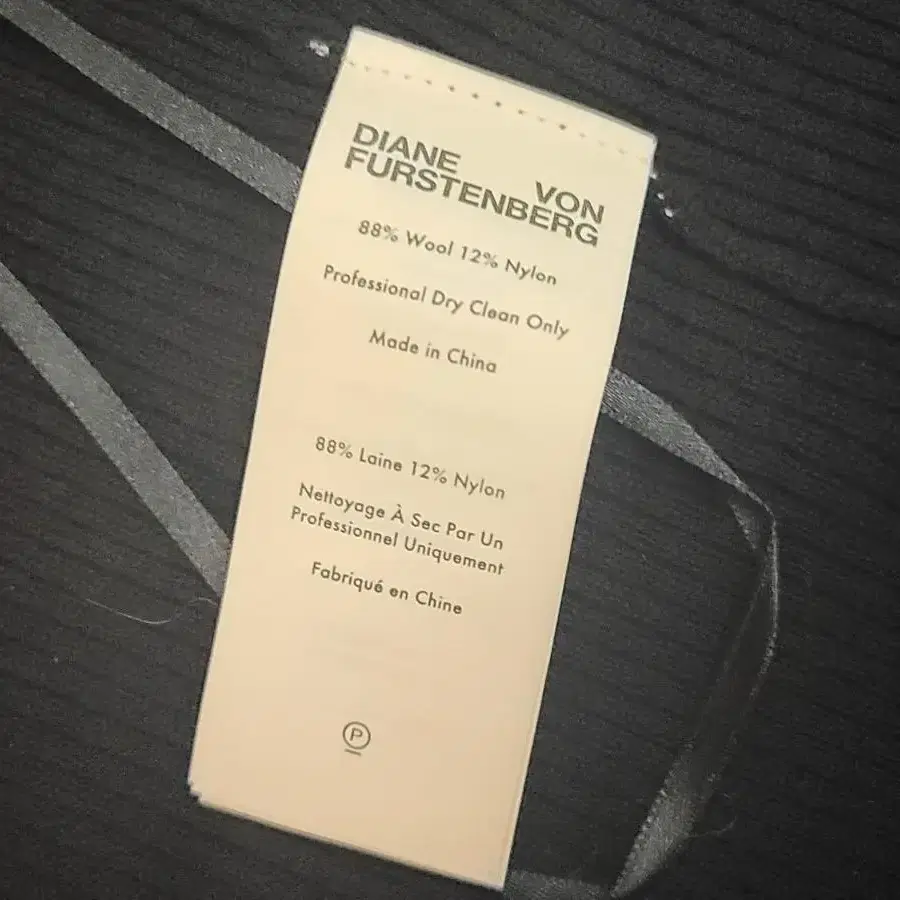 DIANE VON
FURSTENBERG
88% Wool 12% Nylon
Professional Dry Clean Only
Made in China
88% Laine 12% Nylon
Nettoyage À Sec Par Un
Professionnel Uniquement
Fabriqué en Chine
P